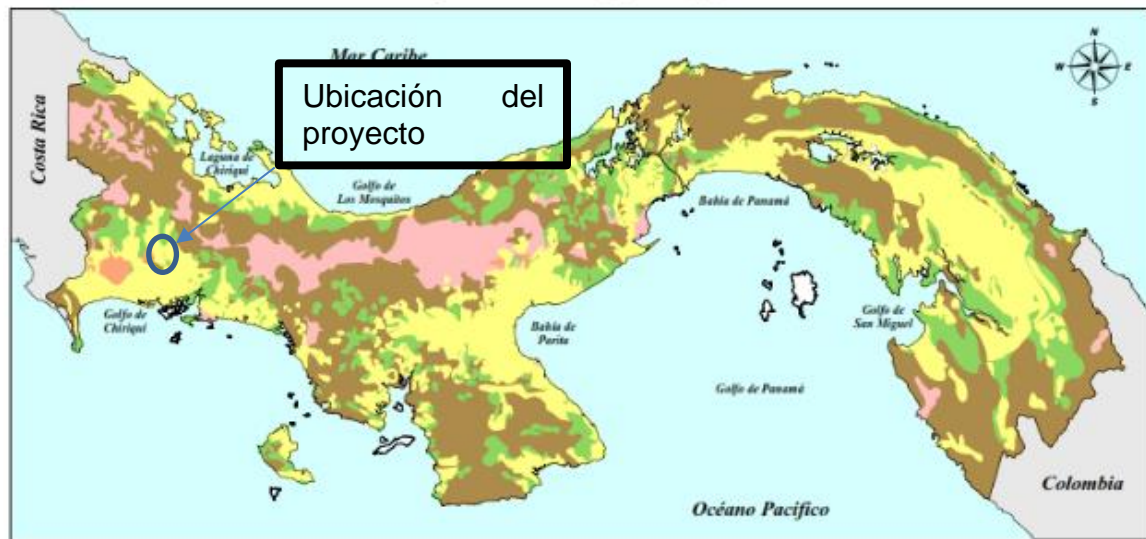 Mar Caribe
N
W E
S
Costa Rica
Ubicación del
proyecto
Laguna de
Chiriquí
Golfo de
Los Mosquitos
Bahía de Panamá
Golfo de
Chiriquí
Bahía de
Parita
Golfo de
San Miguel
Golfo de Panamá
Colombia
Océano Pacífico